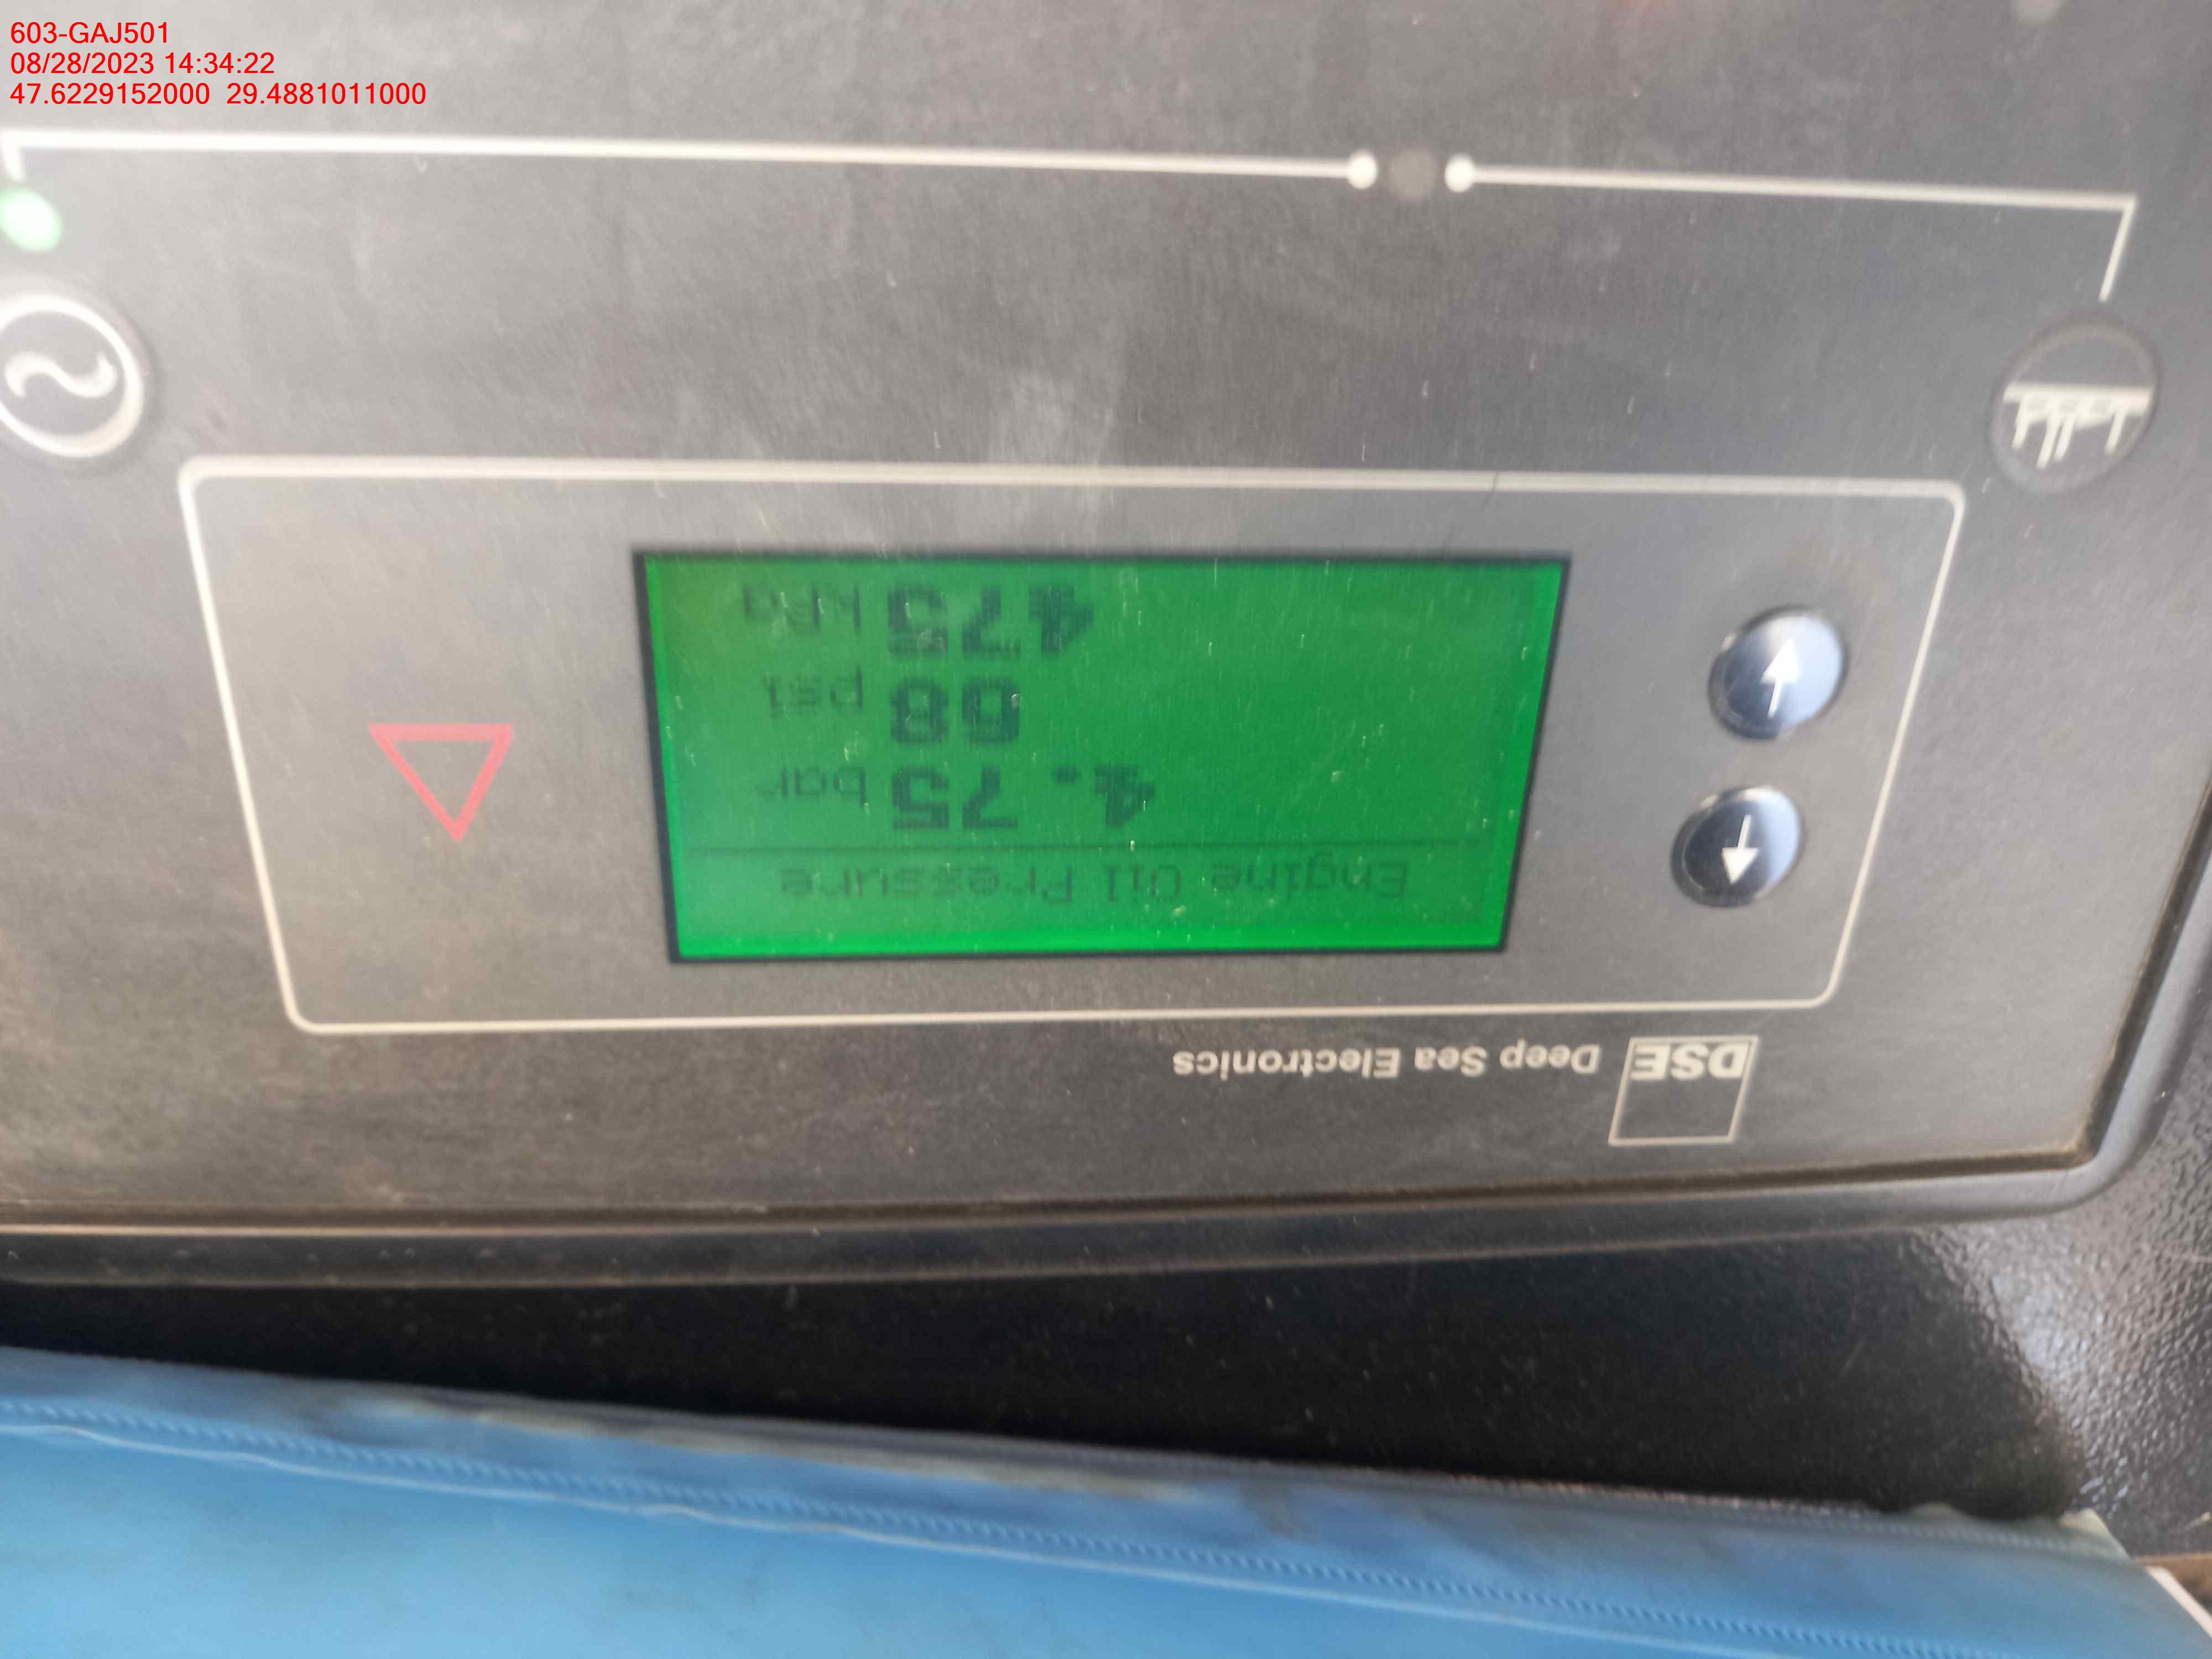 603-GAJ501
08/28/2023 14:34:22
47.6229152000 29.4881011000
DSE Deep Sea Electronics
Engine Oil Pressure
4.75 bar
68 psi
475 kPa